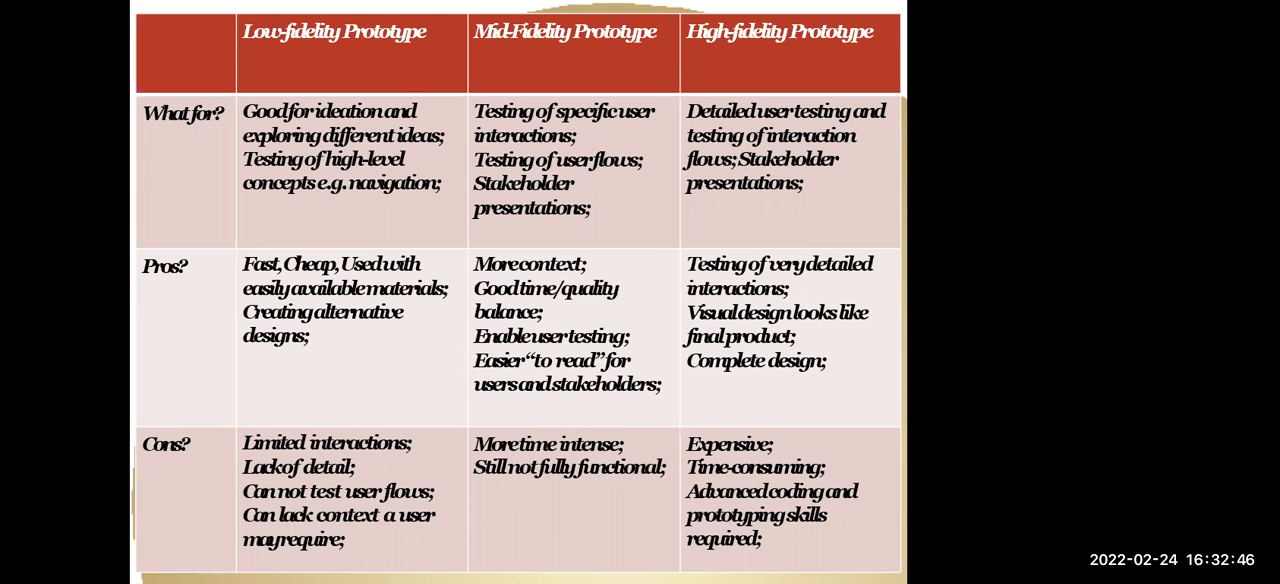 Low-fidelity Prototype
Mid-Fidelity Prototype
High-fidelity Prototype
What for?
Good for ideation and
exploring different ideas;
Testing of high-level
concepts e.g. navigation;
Testing of specific user
interactions;
Testing of user flows;
Stakeholder
presentations;
Detailed user testing and
testing of interaction
flows; Stakeholder
presentations;
Pros?
Fast, Cheap, Used with
easily available materials;
Creating alternative
designs;
More context;
Good time/quality
balance;
Enable user testing;
Easier “to read” for
users and stakeholders;
Testing of very detailed
interactions;
Visual design looks like
final product;
Complete design;
Cons?
Limited interactions;
Lack of detail;
Can not test user flows;
Can lack context a user
may require;
More time intense;
Still not fully functional;
Expensive;
Time-consuming;
Advanced coding and
prototyping skills
required;
2022-02-24 16:32:46